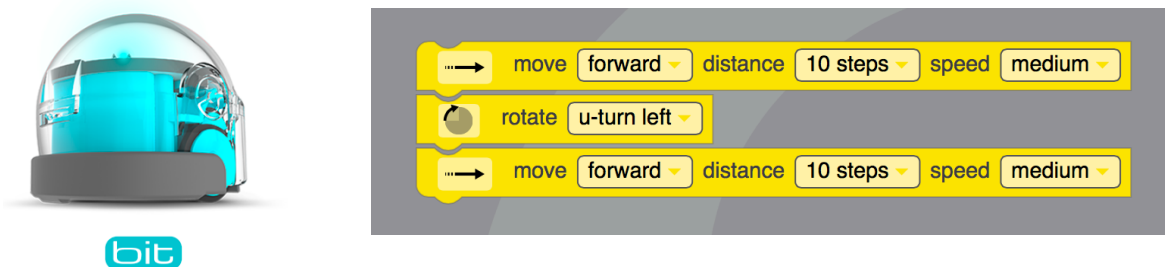 move forward distance 10 steps speed medium
rotate u-turn left
move forward distance 10 steps speed medium
bit